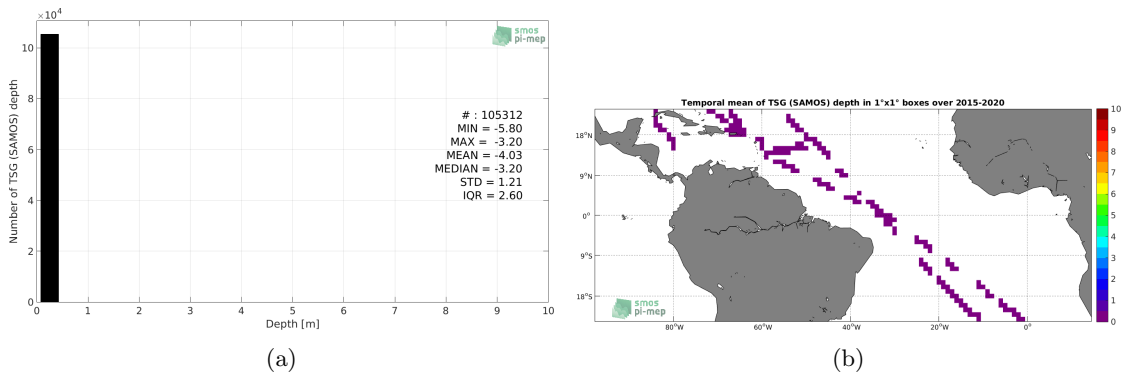 ×10⁴
10
8
6
4
2
0
Number of TSG (SAMOS) depth
smos
pi-mep
# : 105312
MIN = -5.80
MAX = -3.20
MEAN = -4.03
MEDIAN = -3.20
STD = 1.21
IQR = 2.60
0 1 2 3 4 5 6 7 8 9 10
Depth [m]
(a)
Temporal mean of TSG (SAMOS) depth in 1°x1° boxes over 2015-2020
18°N
9°N
0°
9°S
18°S
smos
pi-mep
80°W 60°W 40°W 20°W 0°
10
9
8
7
6
5
4
3
2
1
0
(b)